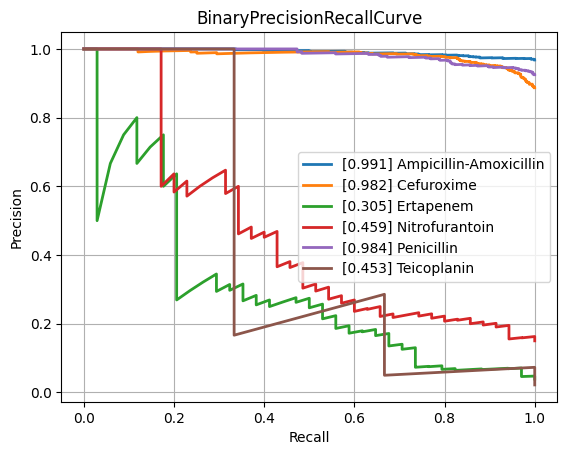 BinaryPrecisionRecallCurve
Precision
1.0
0.8
0.6
0.4
0.2
0.0
[0.991] Ampicillin-Amoxicillin
[0.982] Cefuroxime
[0.305] Ertapenem
[0.459] Nitrofurantoin
[0.984] Penicillin
[0.453] Teicoplanin
0.0 0.2 0.4 0.6 0.8 1.0
Recall